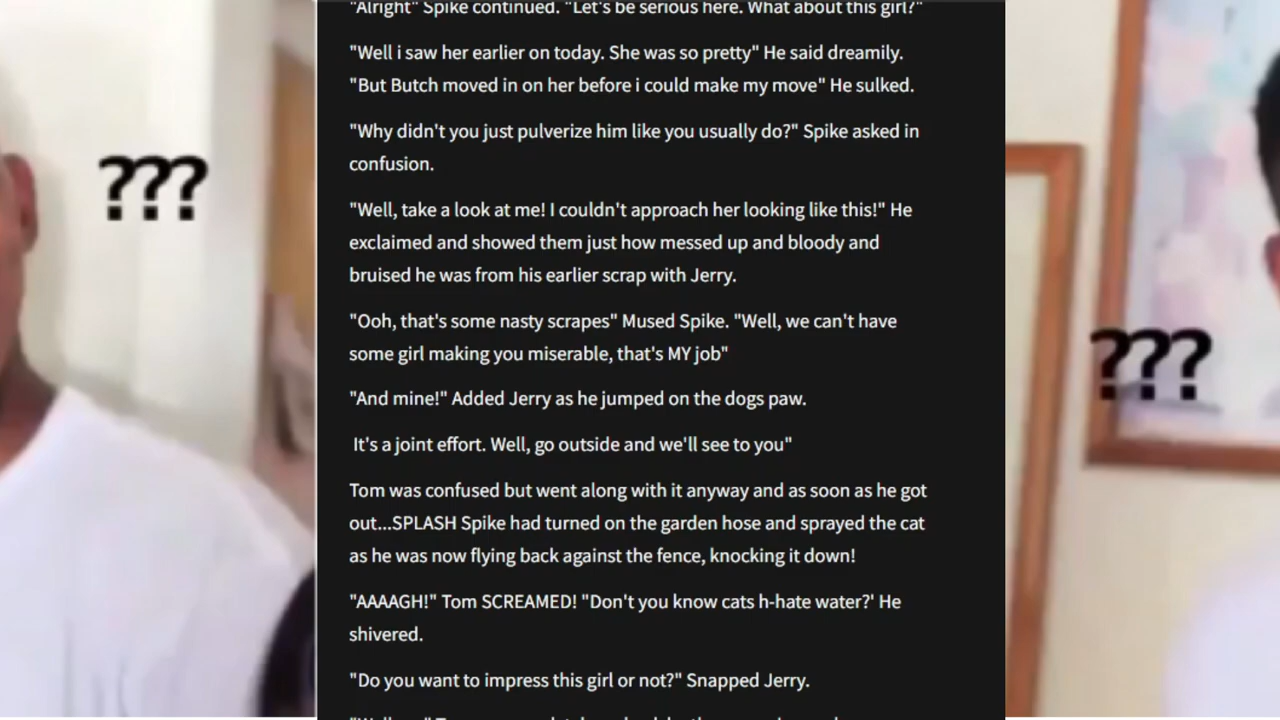 "Alright" Spike continued. "Let's be serious here. What about this girl?"
"Well i saw her earlier on today. She was so pretty" He said dreamily.
"But Butch moved in on her before i could make my move" He sulked.
"Why didn't you just pulverize him like you usually do?" Spike asked in
confusion.
"Well, take a look at me! I couldn't approach her looking like this!" He
exclaimed and showed them just how messed up and bloody and
bruised he was from his earlier scrap with Jerry.
"Ooh, that's some nasty scrapes" Mused Spike. "Well, we can't have
some girl making you miserable, that's MY job"
"And mine!" Added Jerry as he jumped on the dogs paw.
It's a joint effort. Well, go outside and we'll see to you"
Tom was confused but went along with it anyway and as soon as he got
out...SPLASH Spike had turned on the garden hose and sprayed the cat
as he was now flying back against the fence, knocking it down!
"AAAAGH!" Tom SCREAMED! "Don't you know cats h-hate water?' He
shivered.
"Do you want to impress this girl or not?" Snapped Jerry.
???
???